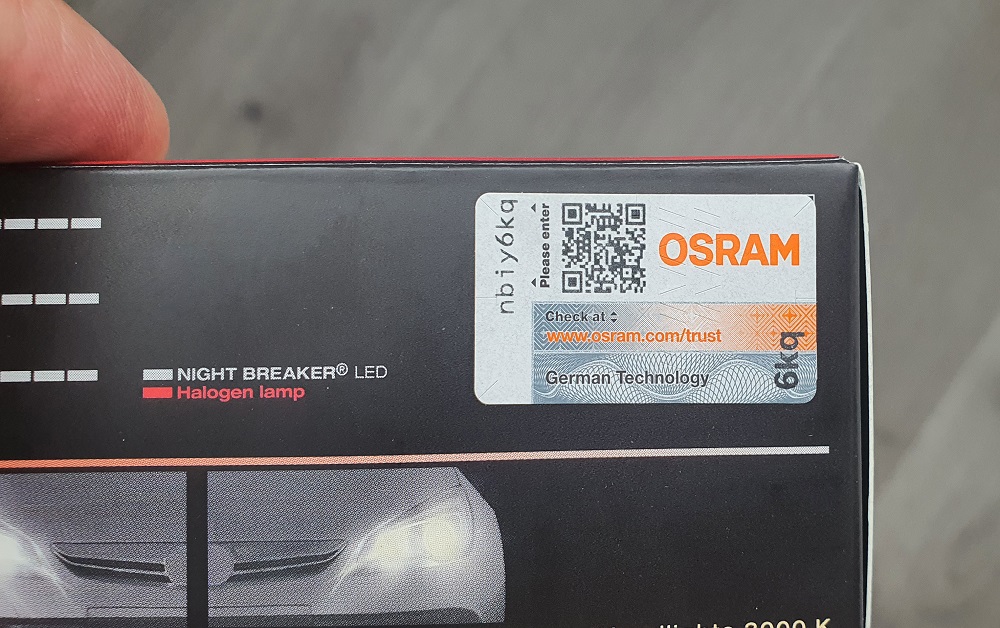 nbiy6kq
Please enter
OSRAM
Check at
www.osram.com/trust
6kq
German Technology
NIGHT BREAKER® LED
Halogen lamp
K